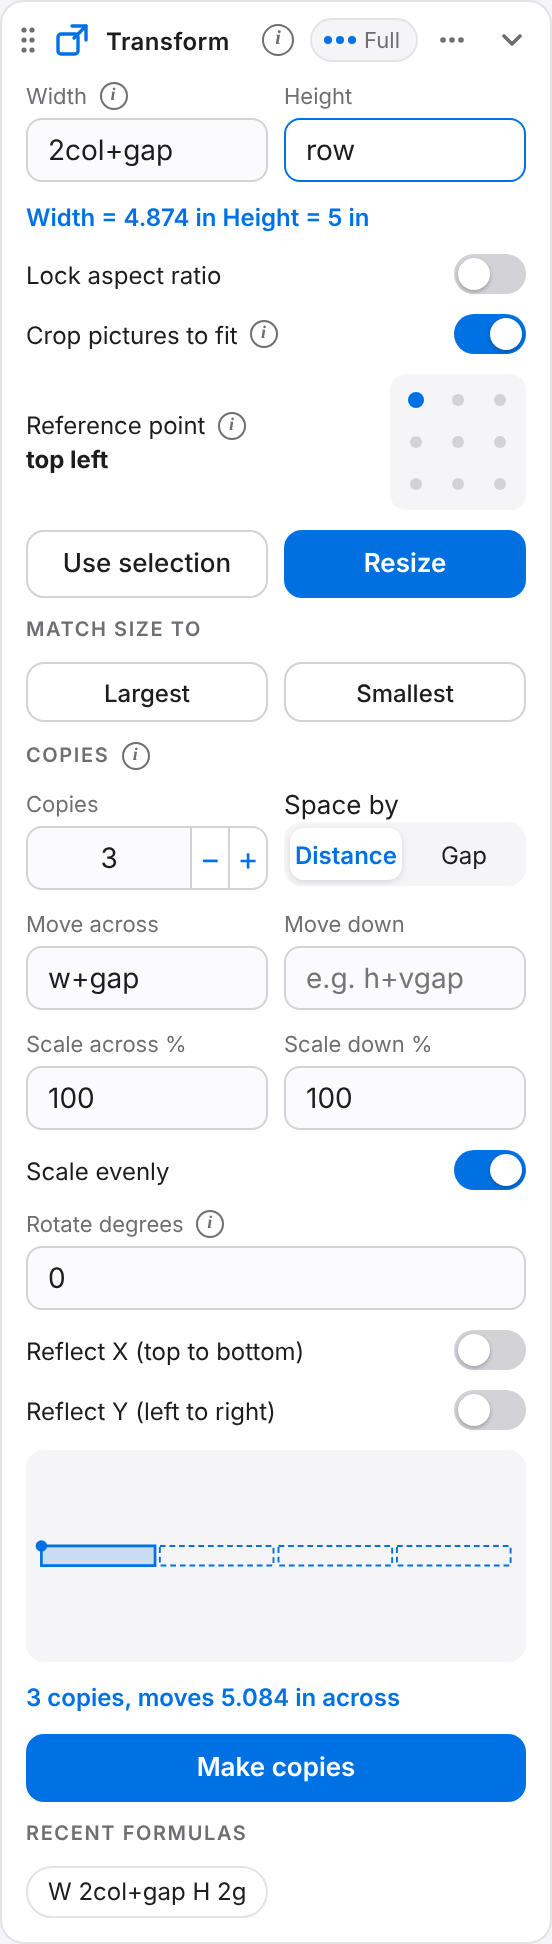 Transform i Full
Width i Height
2col+gap row
Width = 4.874 in Height = 5 in
Lock aspect ratio
Crop pictures to fit i
Reference point i
top left
Use selection Resize
MATCH SIZE TO
Largest Smallest
COPIES i
Copies Space by
3 − + Distance Gap
Move across Move down
w+gap e.g. h+vgap
Scale across % Scale down %
100 100
Scale evenly
Rotate degrees i
0
Reflect X (top to bottom)
Reflect Y (left to right)
3 copies, moves 5.084 in across
Make copies
RECENT FORMULAS
W 2col+gap H 2g